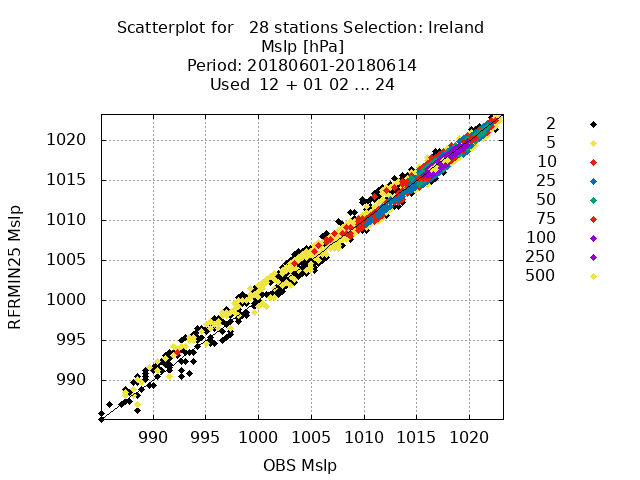 Scatterplot for 28 stations Selection: Ireland
Mslp [hPa]
Period: 20180601-20180614
Used 12 + 01 02 ... 24
RFRMIN25 Mslp
1020
1015
1010
1005
1000
995
990
990 995 1000 1005 1010 1015 1020
OBS Mslp
2
5
10
25
50
75
100
250
500